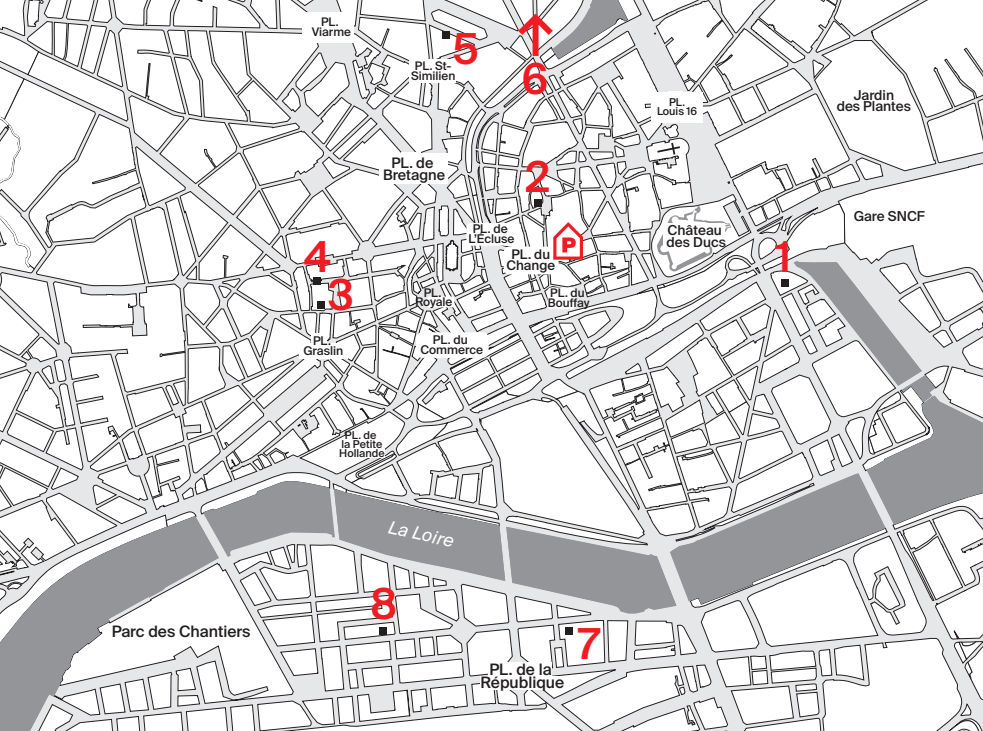 PL.
Viarme
5
PL. St-
Similien
6
PL.
Louis 16
Jardin
des Plantes
PL. de
Bretagne
2
Gare SNCF
PL. de
L'Écluse
P
Château
des Ducs
PL. du
Change
1
4
3
PL.
Royale
PL. du
Bouffay
PL.
Graslin
PL. du
Commerce
PL. de
la Petite
Hollande
La Loire
8
Parc des Chantiers
7
PL. de la
République